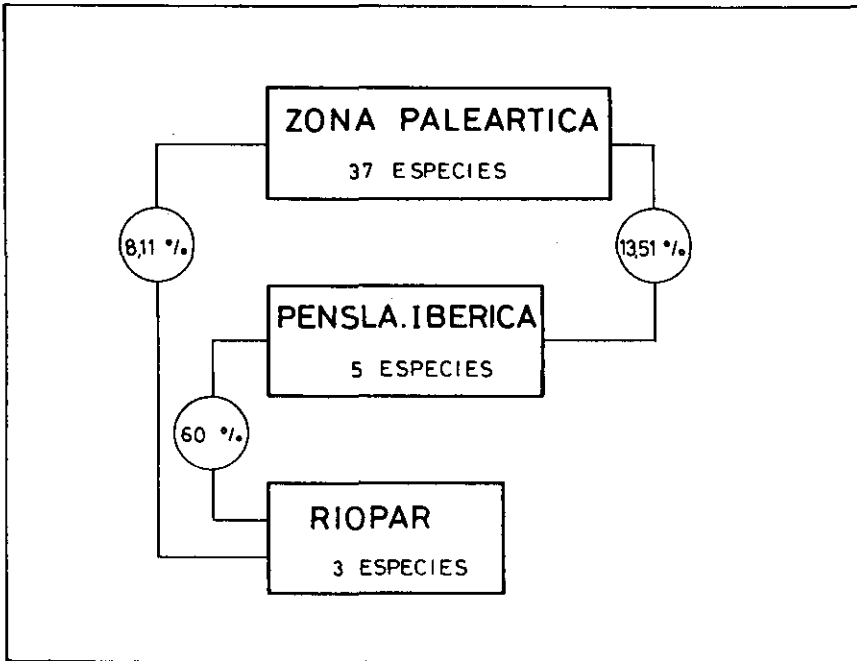 ZONA PALEARTICA
37 ESPECIES
8,11 %
13,51 %
PENSLA. IBERICA
5 ESPECIES
60 %
RIOPAR
3 ESPECIES